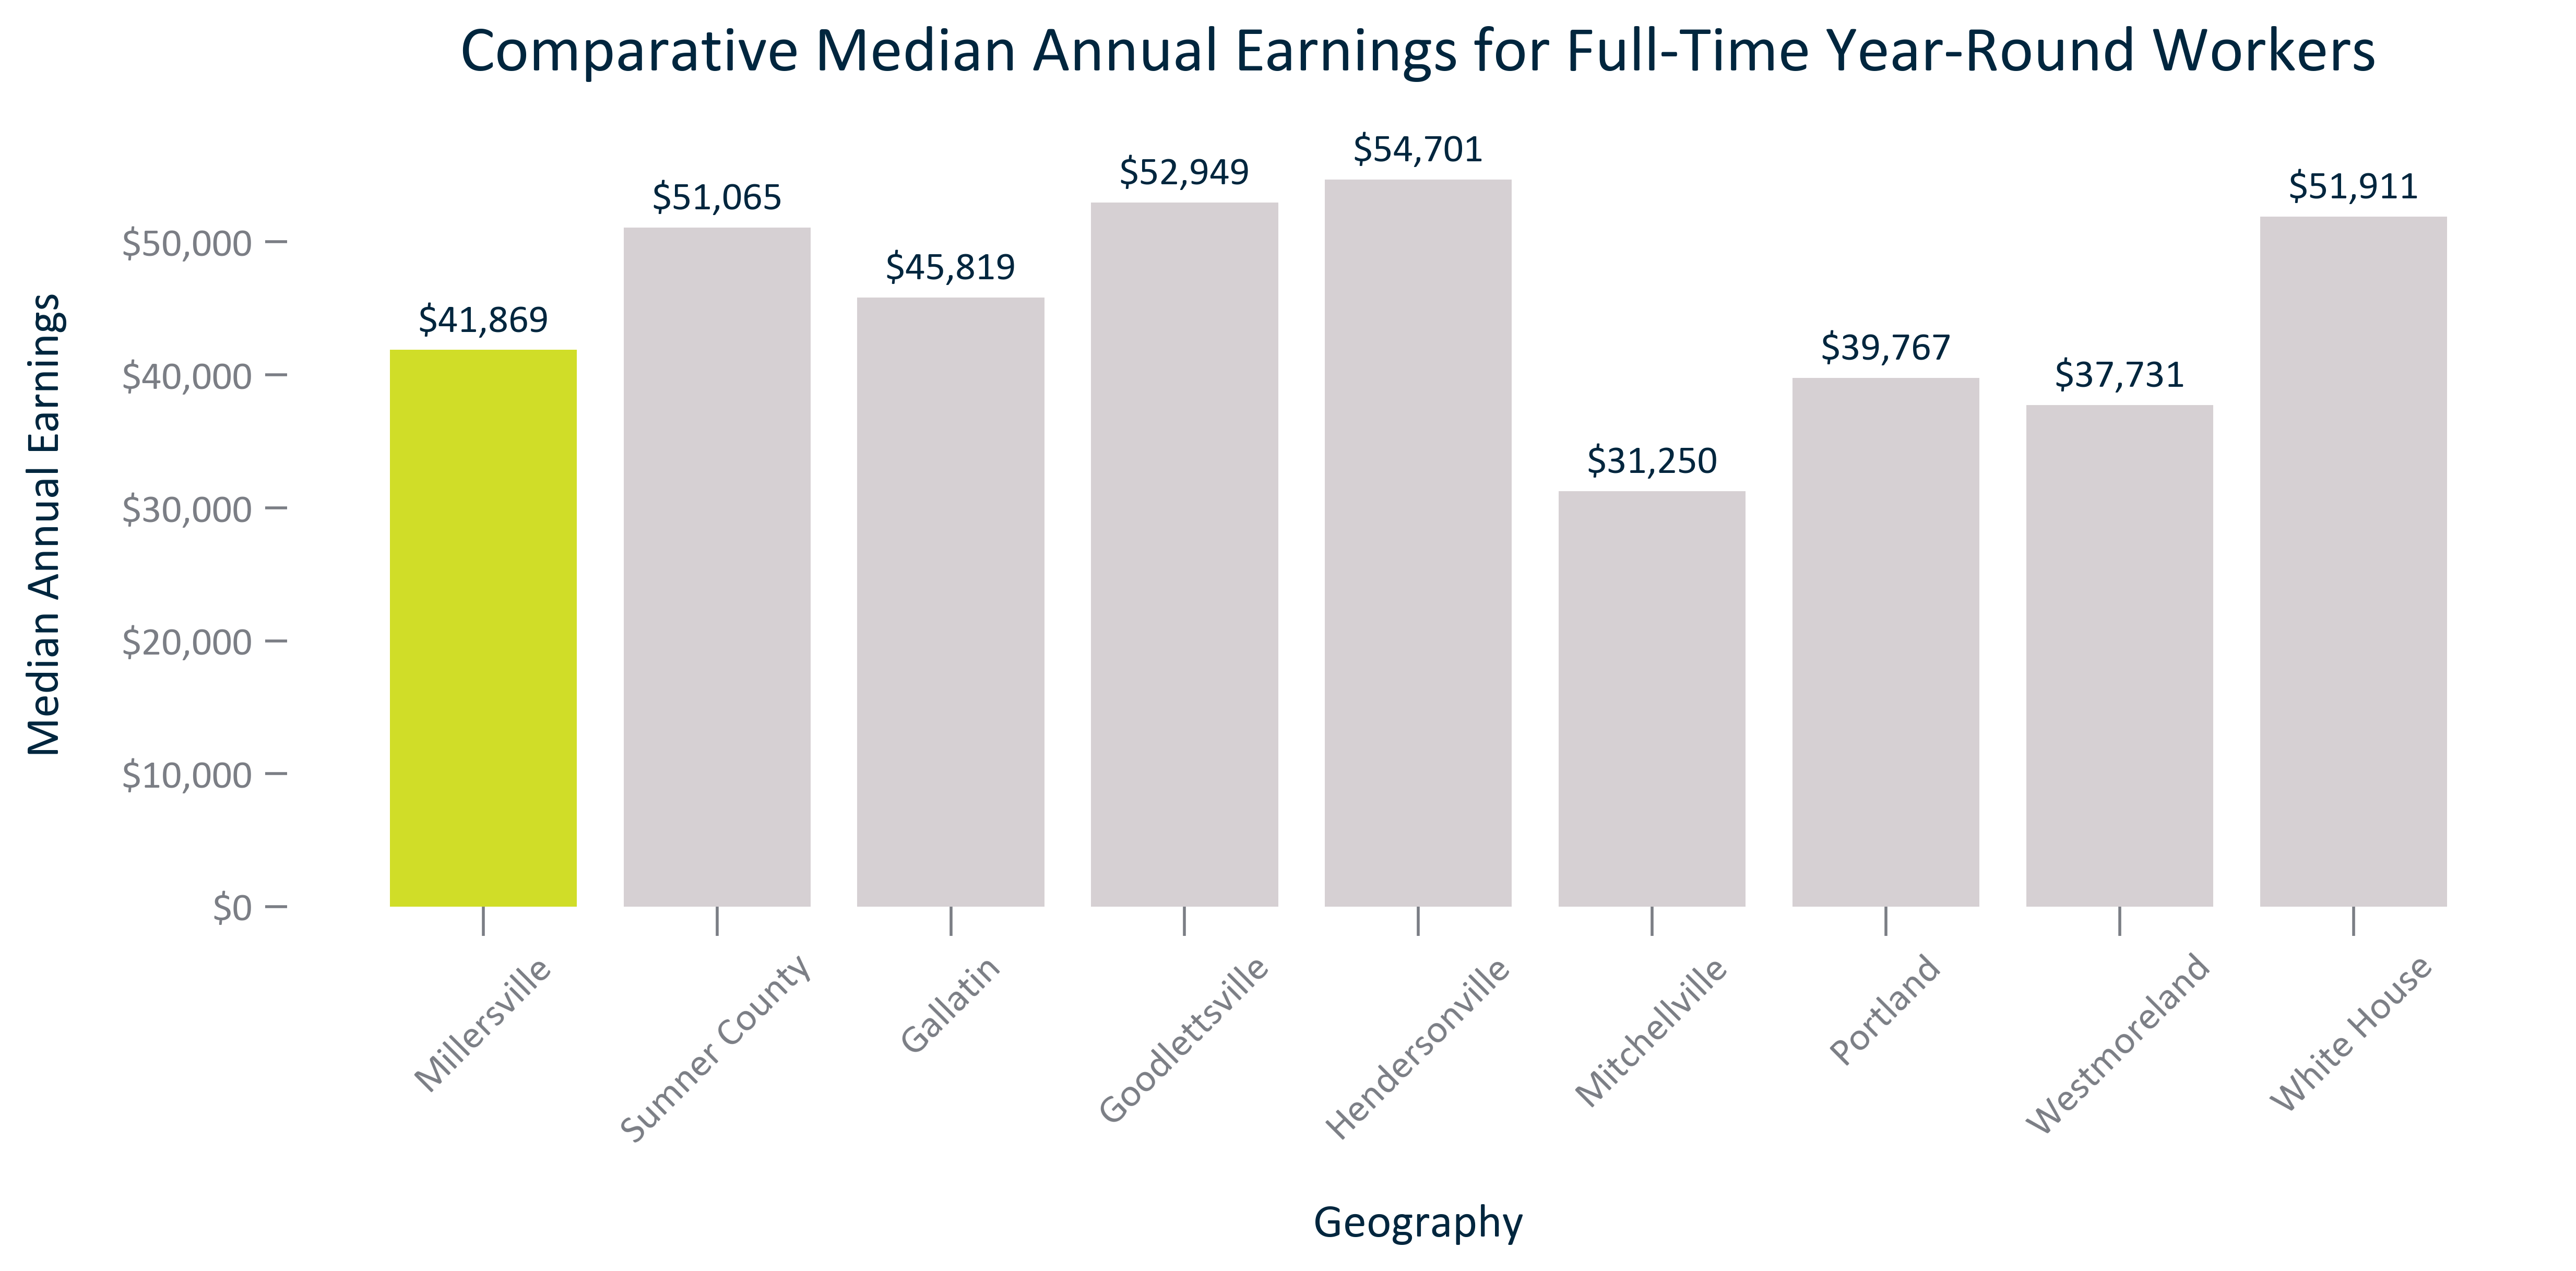 Comparative Median Annual Earnings for Full-Time Year-Round Workers
Median Annual Earnings
$50,000
$40,000
$30,000
$20,000
$10,000
$0
$41,869
$51,065
$45,819
$52,949
$54,701
$31,250
$39,767
$37,731
$51,911
Millersville
Sumner County
Gallatin
Goodlettsville
Hendersonville
Mitchellville
Portland
Westmoreland
White House
Geography